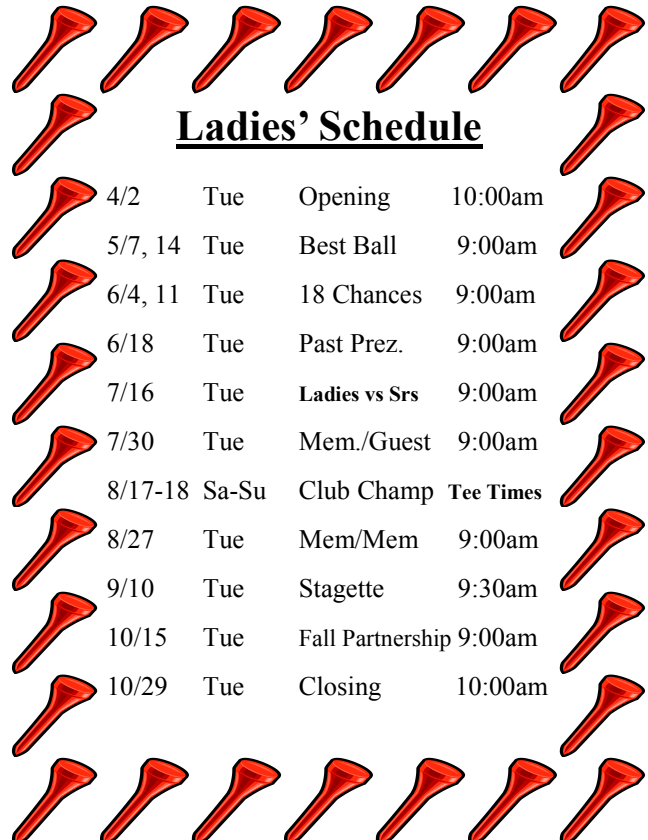 Ladies’ Schedule
4/2 Tue Opening 10:00am
5/7, 14 Tue Best Ball 9:00am
6/4, 11 Tue 18 Chances 9:00am
6/18 Tue Past Prez. 9:00am
7/16 Tue Ladies vs Srs 9:00am
7/30 Tue Mem./Guest 9:00am
8/17-18 Sa-Su Club Champ Tee Times
8/27 Tue Mem/Mem 9:00am
9/10 Tue Stagette 9:30am
10/15 Tue Fall Partnership 9:00am
10/29 Tue Closing 10:00am